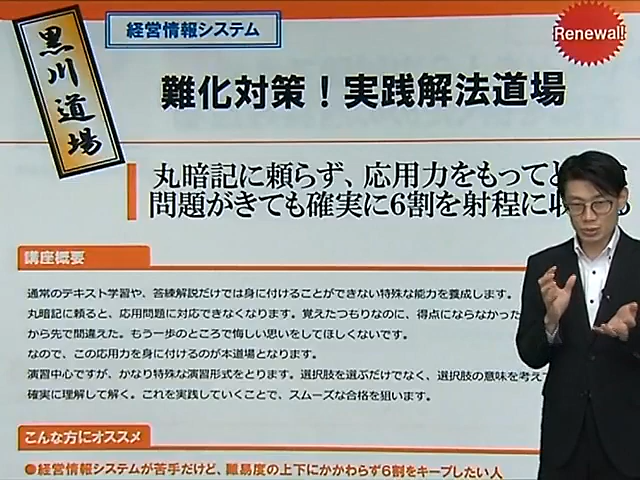 黒川道場
経営情報システム
Renewal!
難化対策！実践解法道場
丸暗記に頼らず、応用力をもってど
問題がきても確実に6割を射程に収
講座概要
通常のテキスト学習や、答練解説だけでは身に付けることができない特殊な能力を養成します。
丸暗記に頼ると、応用問題に対応できなくなります。覚えたつもりなのに、得点にならなかった
から先で間違えた。もう一歩のところで悔しい思いをしてほしくないです。
なので、この応用力を身に付けるのが本道場となります。
演習中心ですが、かなり特殊な演習形式をとります。選択肢を選ぶだけでなく、選択肢の意味を考え
確実に理解して解く。これを実践していくことで、スムーズな合格を狙います。
こんな方にオススメ
●経営情報システムが苦手だけど、難易度の上下にかかわらず6割をキープしたい人